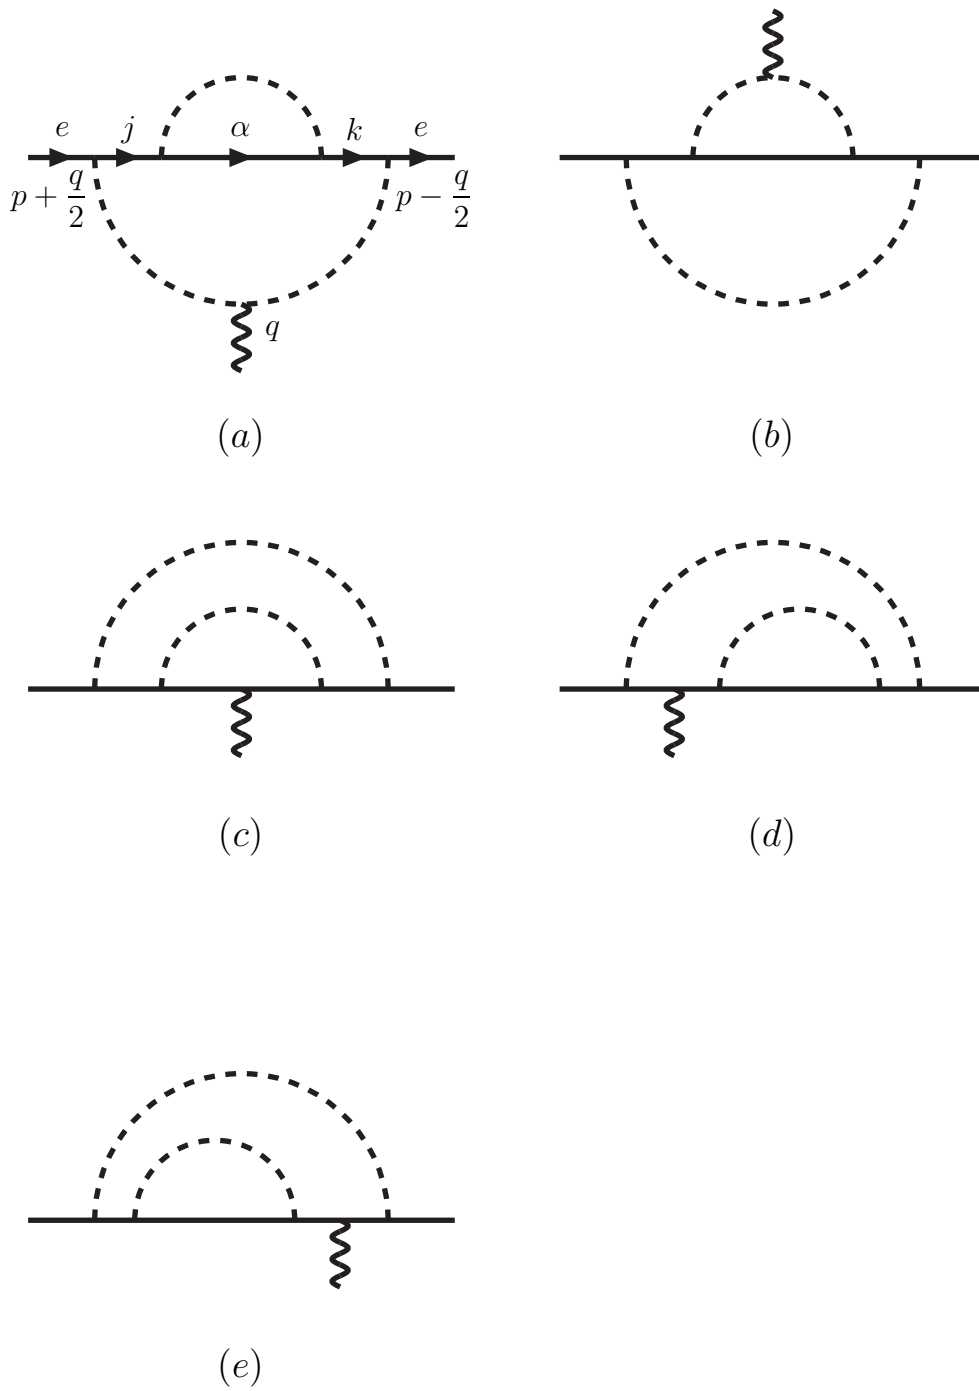 e j α k e
p + q/2 p − q/2
q
(a) (b)
(c) (d)
(e)